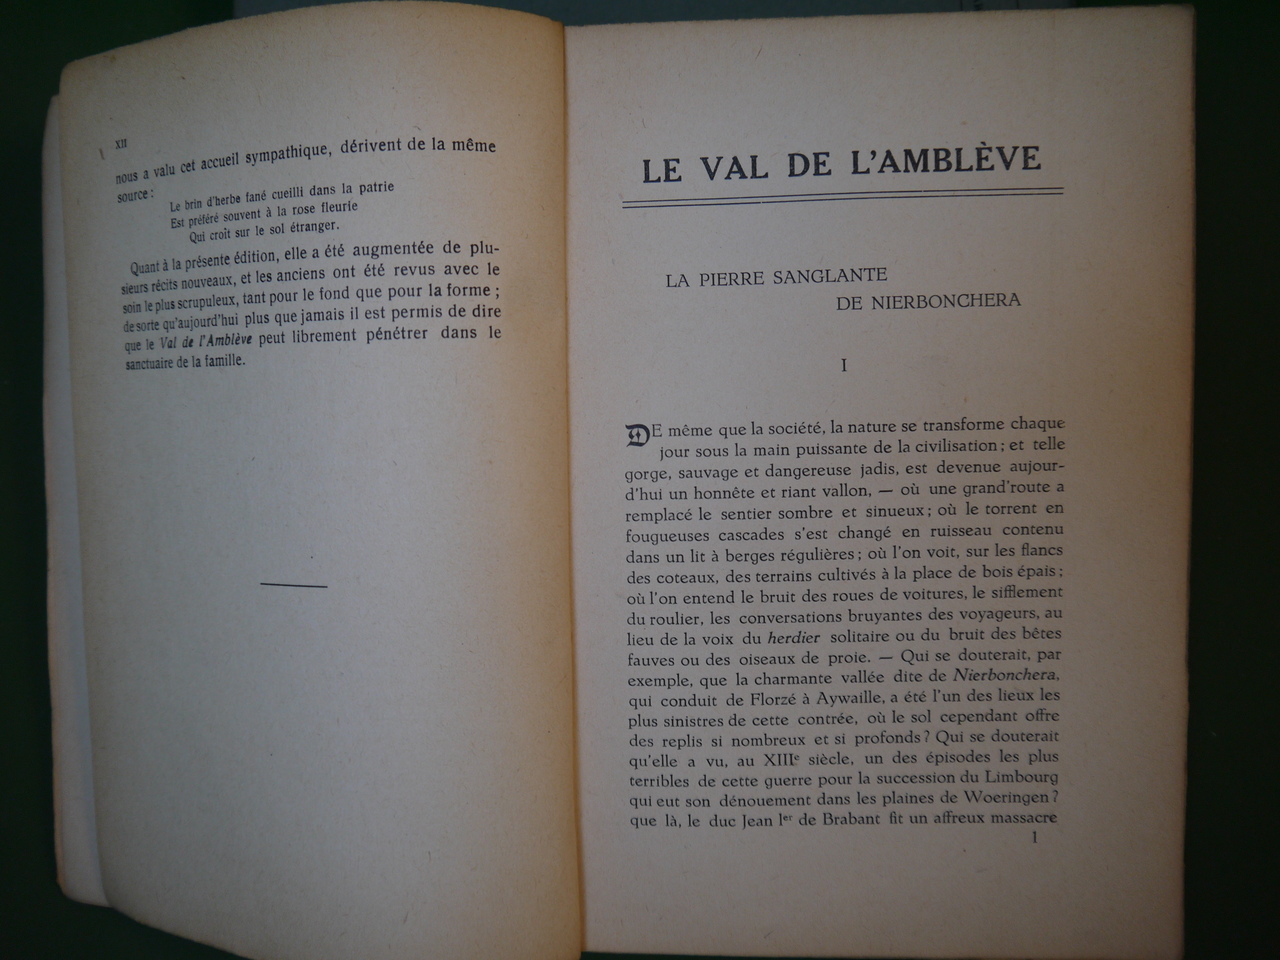 XII
nous a valu cet accueil sympathique, dérivent de la même
source :
Le brin d'herbe fané cueilli dans la patrie
Est préféré souvent à la rose fleurie
Qui croît sur le sol étranger.
Quant à la présente édition, elle a été augmentée de plu-
sieurs récits nouveaux, et les anciens ont été revus avec le
soin le plus scrupuleux, tant pour le fond que pour la forme ;
de sorte qu'aujourd'hui plus que jamais il est permis de dire
que le Val de l'Amblève peut librement pénétrer dans le
sanctuaire de la famille.
LE VAL DE L'AMBLÈVE
LA PIERRE SANGLANTE
DE NIERBONCHERA
I
DE même que la société, la nature se transforme chaque
jour sous la main puissante de la civilisation ; et telle
gorge, sauvage et dangereuse jadis, est devenue aujour-
d'hui un honnête et riant vallon, — où une grand'route a
remplacé le sentier sombre et sinueux ; où le torrent en
fougueuses cascades s'est changé en ruisseau contenu
dans un lit à berges régulières ; où l'on voit, sur les flancs
des coteaux, des terrains cultivés à la place de bois épais ;
où l'on entend le bruit des roues de voitures, le sifflement
du roulier, les conversations bruyantes des voyageurs, au
lieu de la voix du herdier solitaire ou du bruit des bêtes
fauves ou des oiseaux de proie. — Qui se douterait, par
exemple, que la charmante vallée dite de Nierbonchera,
qui conduit de Florzé à Aywaille, a été l'un des lieux les
plus sinistres de cette contrée, où le sol cependant offre
des replis si nombreux et si profonds ? Qui se douterait
qu'elle a vu, au XIIIe siècle, un des épisodes les plus
terribles de cette guerre pour la succession du Limbourg
qui eut son dénouement dans les plaines de Woeringen ?
que là, le duc Jean Ier de Brabant fit un affreux massacre
1